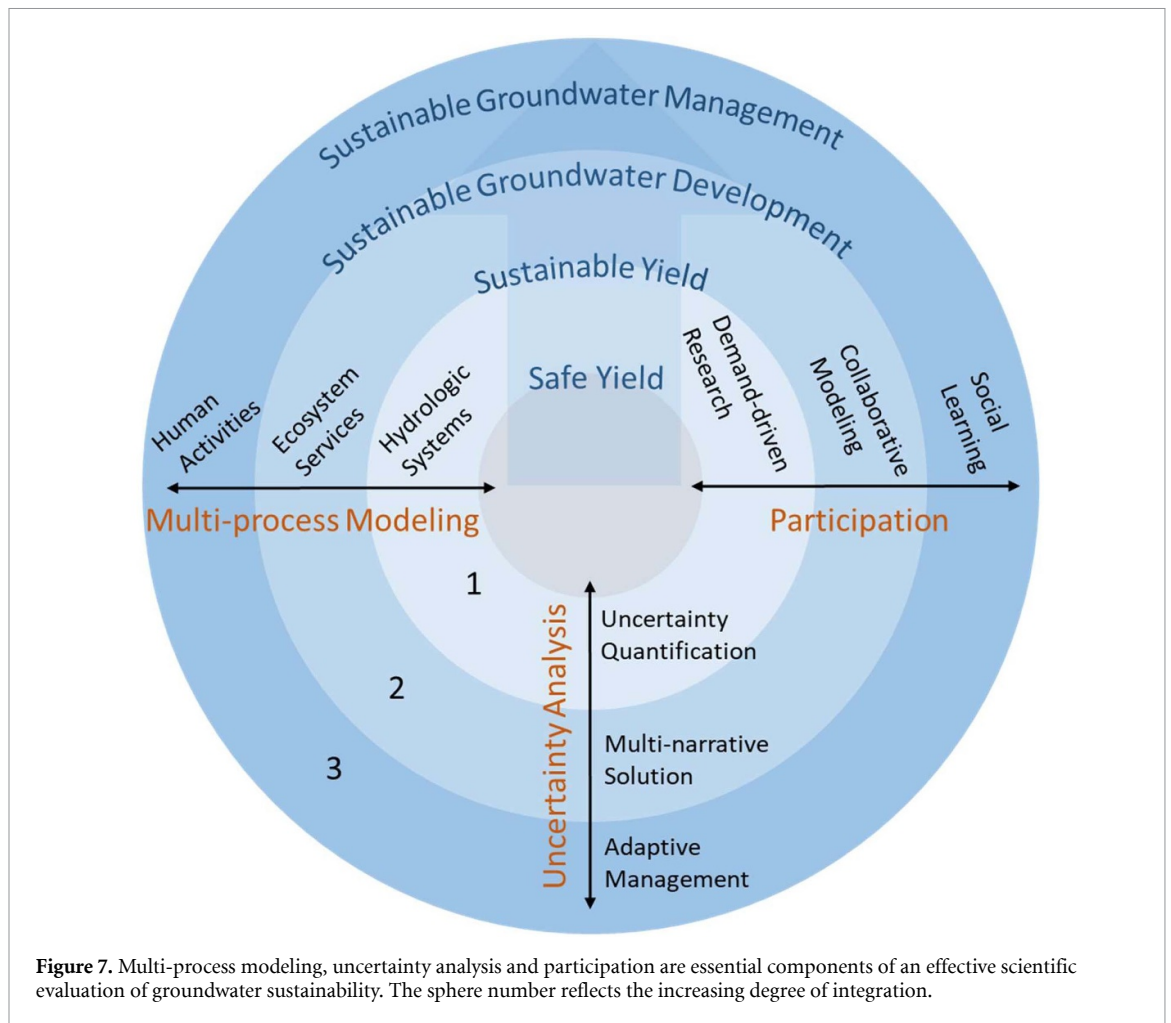 Sustainable Groundwater Management
Sustainable Groundwater Development
Sustainable Yield
Safe Yield
Human
Activities
Ecosystem
Services
Hydrologic
Systems
Demand-driven
Research
Collaborative
Modeling
Social
Learning
Multi-process Modeling
Participation
1
2
3
Uncertainty Analysis
Uncertainty
Quantification
Multi-narrative
Solution
Adaptive
Management
Figure 7. Multi-process modeling, uncertainty analysis and participation are essential components of an effective scientific
evaluation of groundwater sustainability. The sphere number reflects the increasing degree of integration.